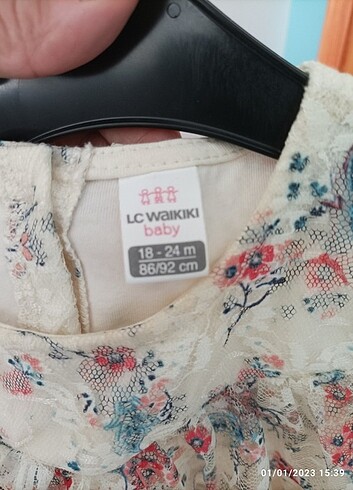 LC WAIKIKI
baby
18 - 24 m
86/92 cm
01/01/2023 15:39